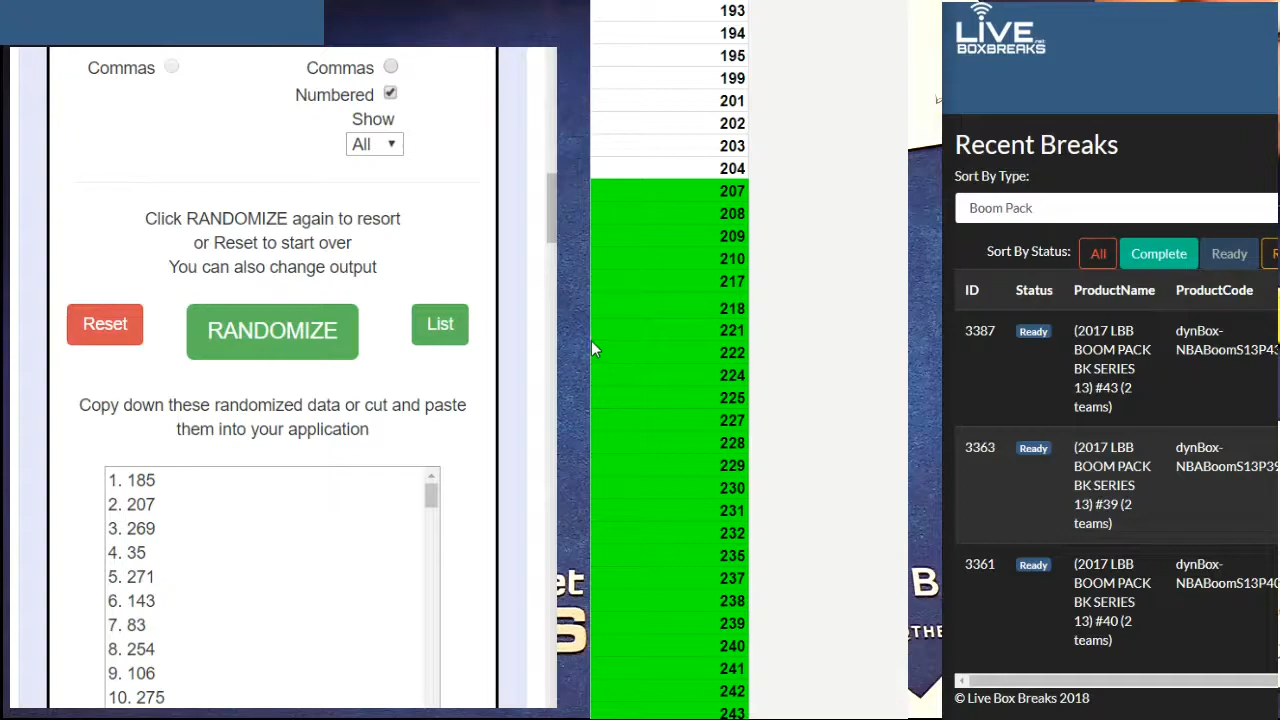 Commas
Commas
Numbered
Show
All
Click RANDOMIZE again to resort
or Reset to start over
You can also change output
Reset
RANDOMIZE
List
Copy down these randomized data or cut and paste
them into your application
1. 185
2. 207
3. 269
4. 35
5. 271
6. 143
7. 83
8. 254
9. 106
10. 275
193
194
195
199
201
202
203
204
207
208
209
210
217
218
221
222
224
225
227
228
229
230
231
232
235
237
238
239
240
241
242
243
et
S
B
@THE
LIVE.net
BOXBREAKS
Recent Breaks
Sort By Type:
Boom Pack
Sort By Status: All Complete Ready R
ID Status ProductName ProductCode
3387 Ready (2017 LBB dynBox-
BOOM PACK NBABoomS13P43
BK SERIES
13) #43 (2
teams)
3363 Ready (2017 LBB dynBox-
BOOM PACK NBABoomS13P39
BK SERIES
13) #39 (2
teams)
3361 Ready (2017 LBB dynBox-
BOOM PACK NBABoomS13P40
BK SERIES
13) #40 (2
teams)
© Live Box Breaks 2018